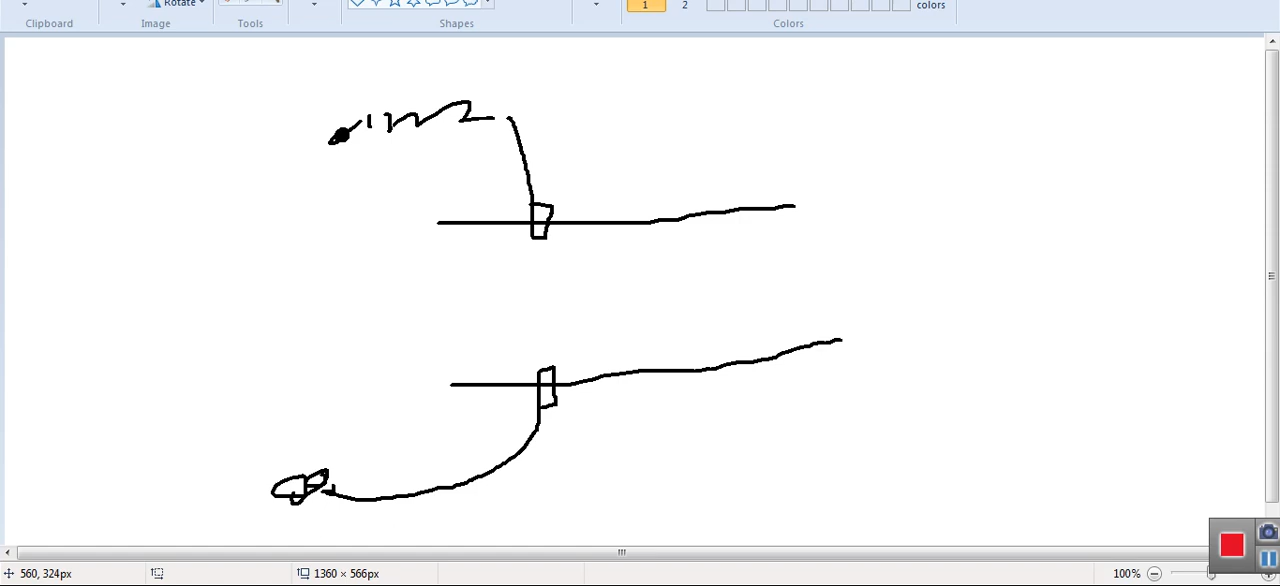 Rotate
colors
1 2
Clipboard Image Tools Shapes Colors
560, 324px 1360 × 566px 100%